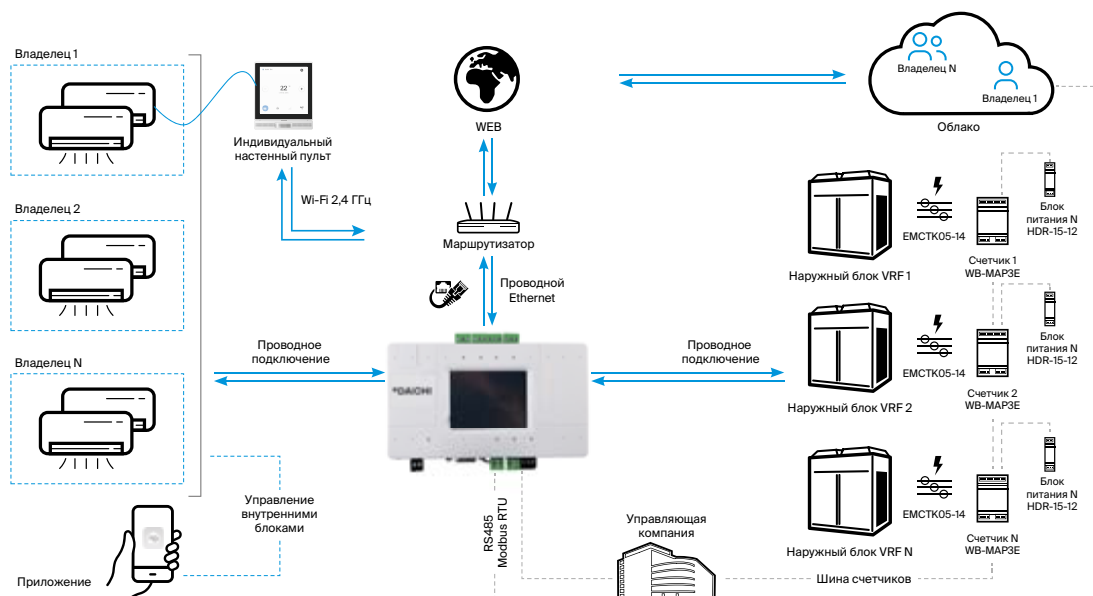 Владелец 1
Индивидуальный
настенный пульт
22
WEB
Владелец N
Владелец 1
Облако
Владелец 2
Wi-Fi 2,4 ГГц
Маршрутизатор
Проводной
Ethernet
Наружный блок VRF 1
EMCTK05-14
Счетчик 1
WB-MAP3E
Блок
питания N
HDR-15-12
Владелец N
Проводное
подключение
DAICHI
Проводное
подключение
Наружный блок VRF 2
EMCTK05-14
Счетчик 2
WB-MAP3E
Блок
питания N
HDR-15-12
Управление
внутренними
блоками
Приложение
RS485
Modbus RTU
Управляющая
компания
Наружный блок VRF N
EMCTK05-14
Счетчик N
WB-MAP3E
Блок
питания N
HDR-15-12
Шина счетчиков